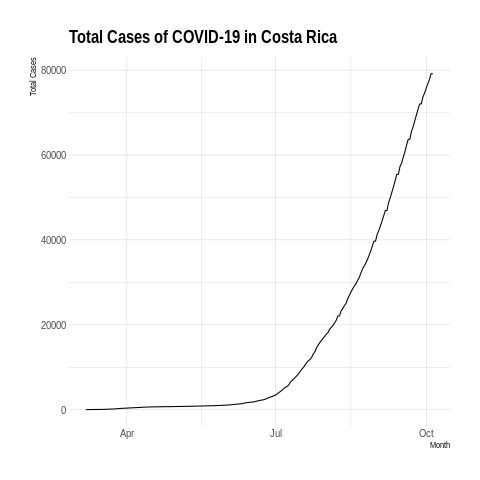 Total Cases of COVID-19 in Costa Rica
Total Cases
80000
60000
40000
20000
0
Apr Jul Oct
Month